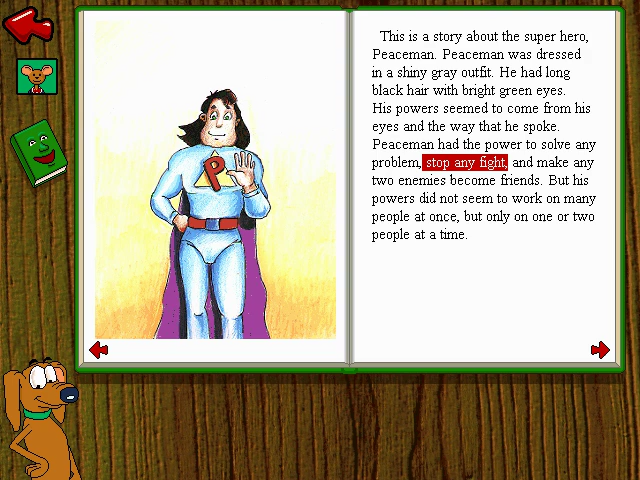 P
This is a story about the super hero,
Peaceman. Peaceman was dressed
in a shiny gray outfit. He had long
black hair with bright green eyes.
His powers seemed to come from his
eyes and the way that he spoke.
Peaceman had the power to solve any
problem, stop any fight, and make any
two enemies become friends. But his
powers did not seem to work on many
people at once, but only on one or two
people at a time.